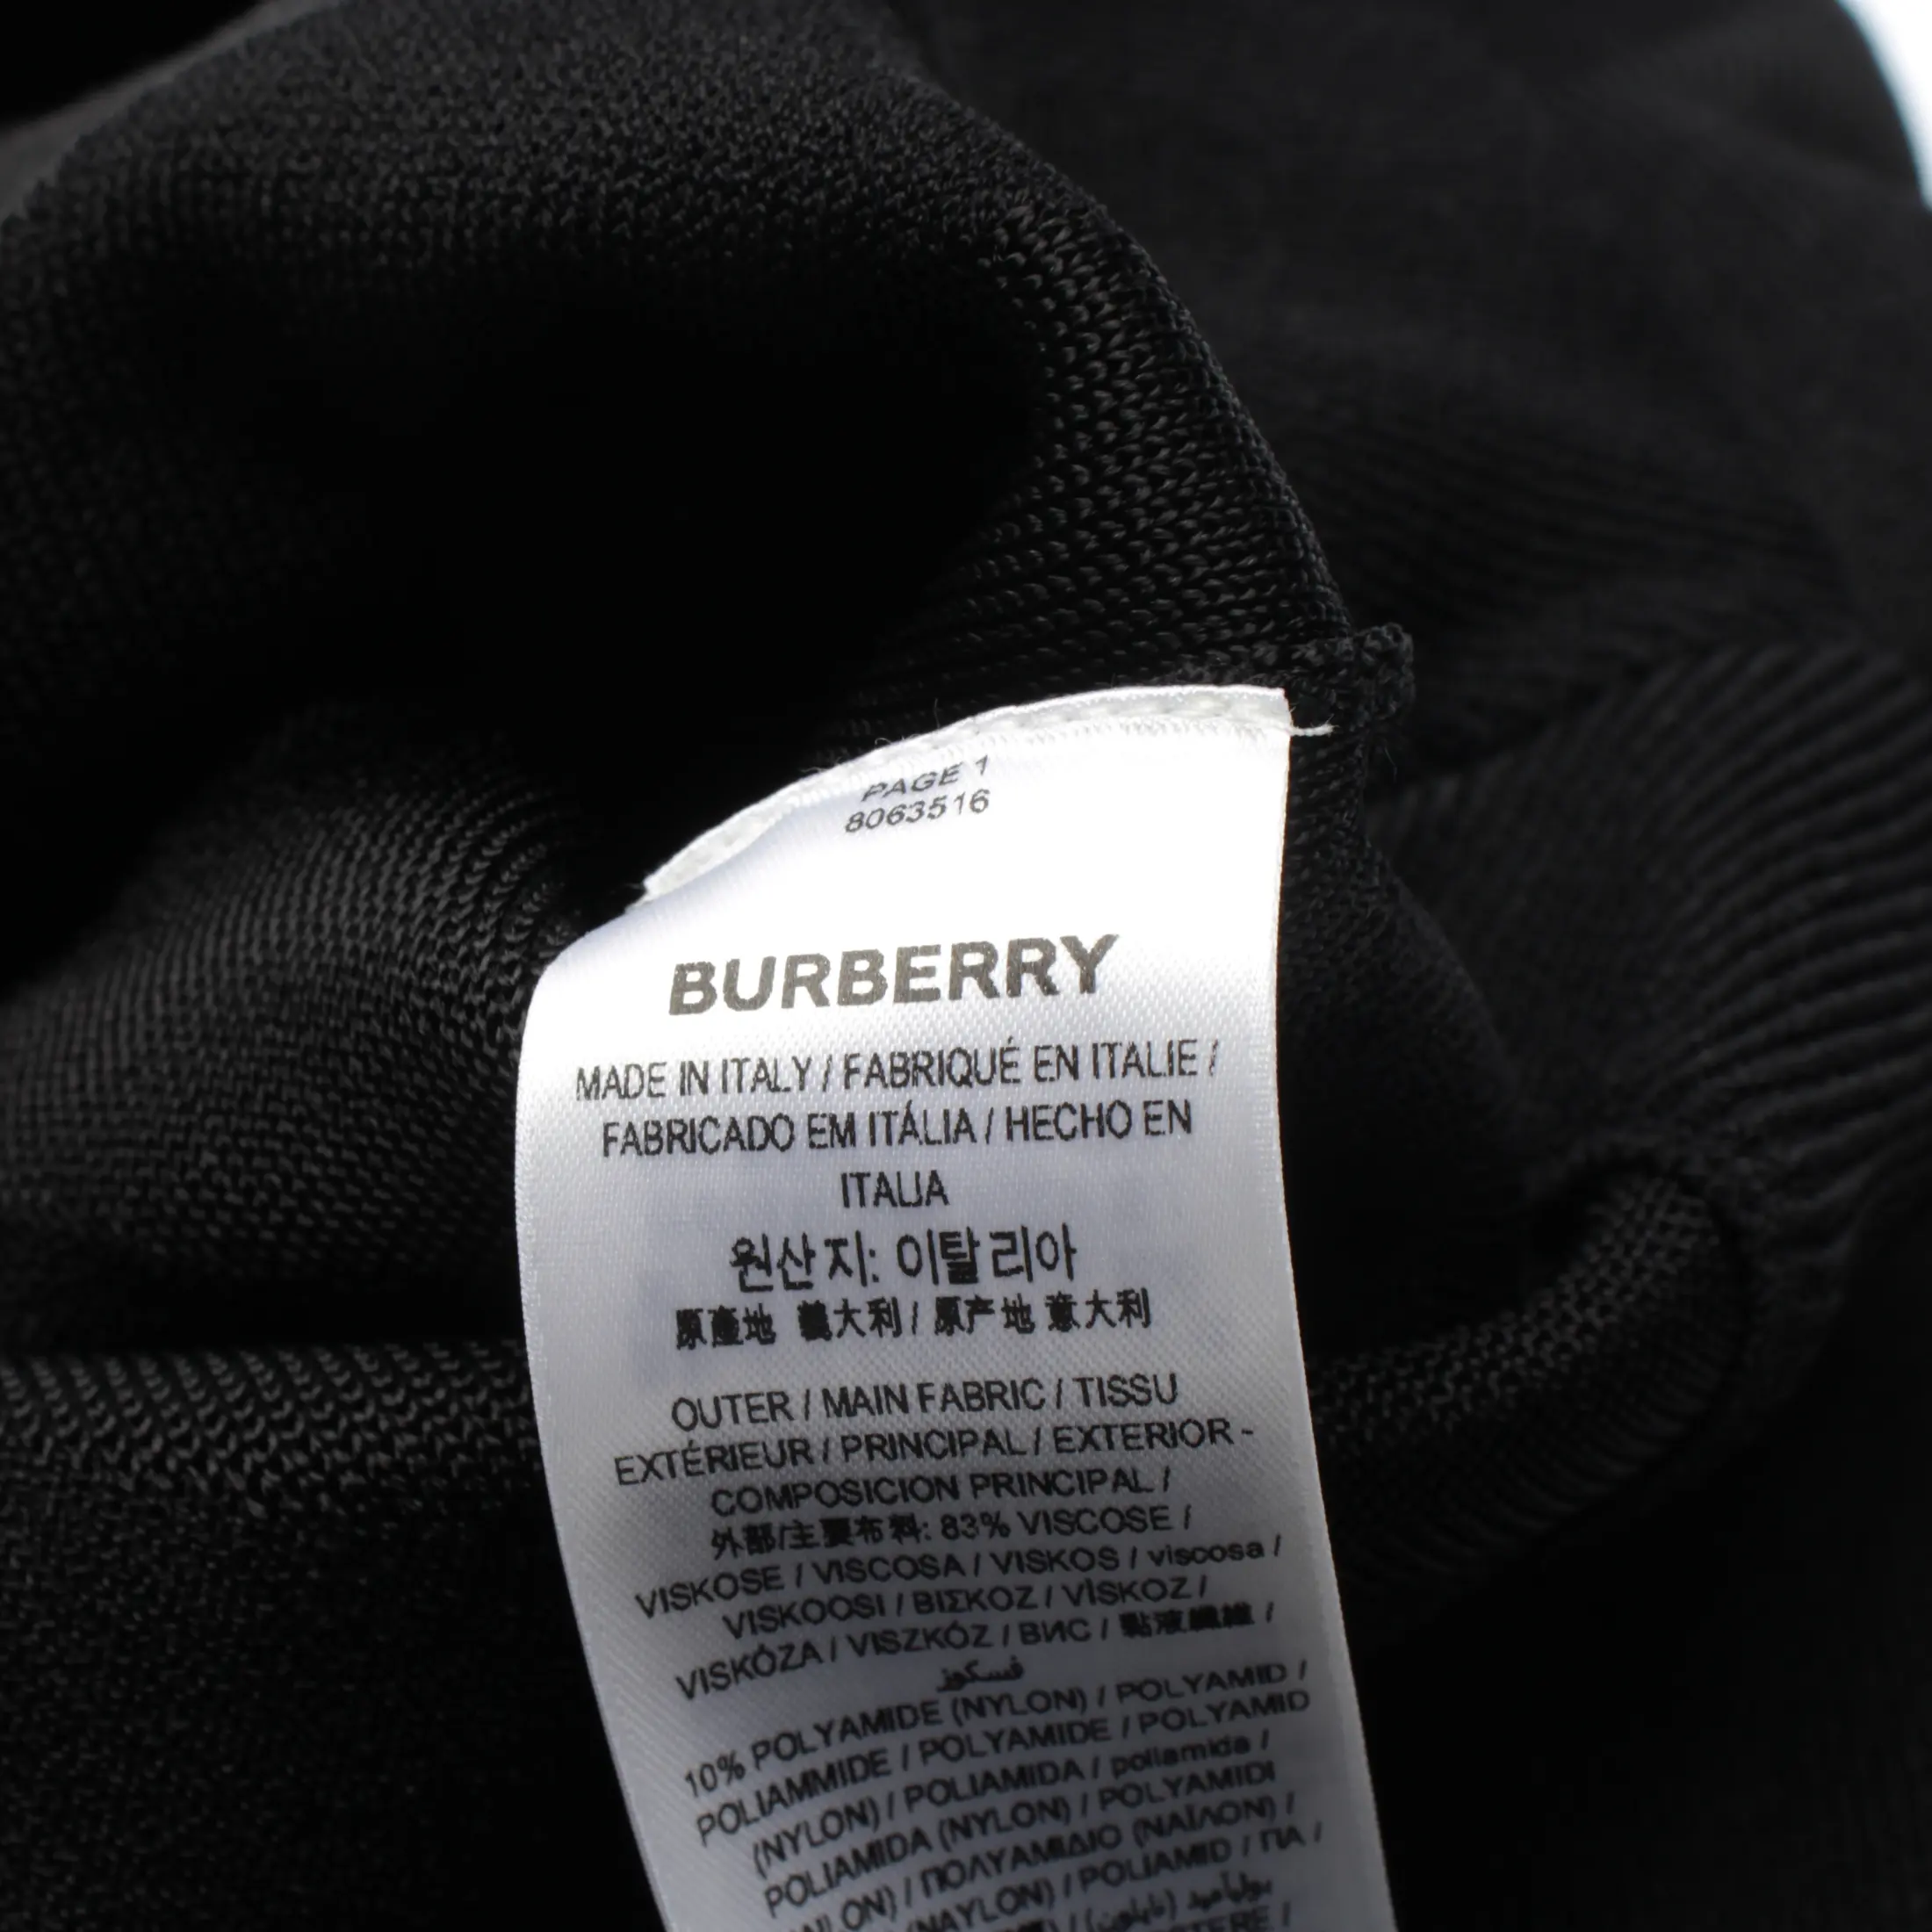 PAGE 1
8063516
BURBERRY
MADE IN ITALY / FABRIQUÉ EN ITALIE /
FABRICADO EM ITÁLIA / HECHO EN
ITALIA
원산지: 이탈리아
原產地 義大利 / 原产地 意大利
OUTER / MAIN FABRIC / TISSU
EXTÉRIEUR / PRINCIPAL / EXTERIOR -
COMPOSICION PRINCIPAL /
外部/主要布料: 83% VISCOSE /
VISKOSE / VISCOSA / VISKOS / viscosa /
VISKOOSI / ΒΙΣΚΟΖ / VİSKOZ /
VISKÓZA / VISZKÓZ / ВИС / 黏液纖維 /
فسكوز
10% POLYAMIDE (NYLON) / POLYAMID /
POLIAMMIDE / POLYAMIDE / POLYAMID
(NYLON) / POLIAMIDA / poliamida /
POLIAMIDA (NYLON) / POLYAMIDI
(NYLON) / ΠΟΛΥΑΜΙΔΙΟ (ΝΑΪΛΟΝ) /
(NAYLON) / POLIAMID / ПА /
بولياميد (نايلون) /